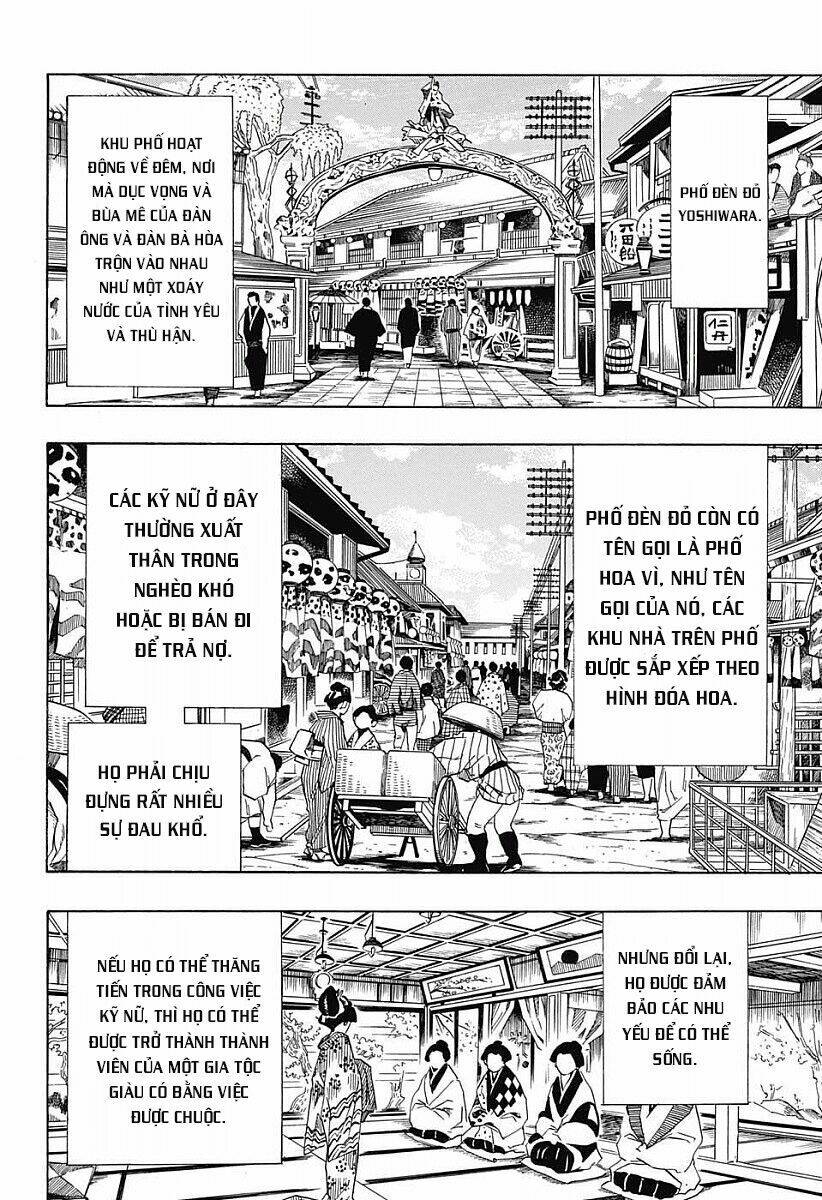 PHỐ ĐÈN ĐỎ
YOSHIWARA.
KHU PHỐ HOẠT
ĐỘNG VỀ ĐÊM, NƠI
MÀ DỤC VỌNG VÀ
BÙA MÊ CỦA ĐÀN
ÔNG VÀ ĐÀN BÀ HÒA
TRỘN VÀO NHAU
NHƯ MỘT XOÁY
NƯỚC CỦA TÌNH YÊU
VÀ THÙ HẬN.
六田船
仁丹
PHỐ ĐÈN ĐỎ CÒN CÓ
TÊN GỌI LÀ PHỐ
HOA VÌ, NHƯ TÊN
GỌI CỦA NÓ, CÁC
KHU NHÀ TRÊN PHỐ
ĐƯỢC SẮP XẾP THEO
HÌNH ĐÓA HOA.
CÁC KỸ NỮ Ở ĐÂY
THƯỜNG XUẤT
THÂN TRONG
NGHÈO KHÓ
HOẶC BỊ BÁN ĐI
ĐỂ TRẢ NỢ.
HỌ PHẢI CHỊU
ĐỰNG RẤT NHIỀU
SỰ ĐAU KHỔ.
NHƯNG ĐỔI LẠI,
HỌ ĐƯỢC ĐẢM
BẢO CÁC NHU
YẾU ĐỂ CÓ THỂ
SỐNG.
NẾU HỌ CÓ THỂ THĂNG
TIẾN TRONG CÔNG VIỆC
KỸ NỮ, THÌ HỌ CÓ THỂ
ĐƯỢC TRỞ THÀNH THÀNH
VIÊN CỦA MỘT GIA TỘC
GIÀU CÓ BẰNG VIỆC
ĐƯỢC CHUỘC.